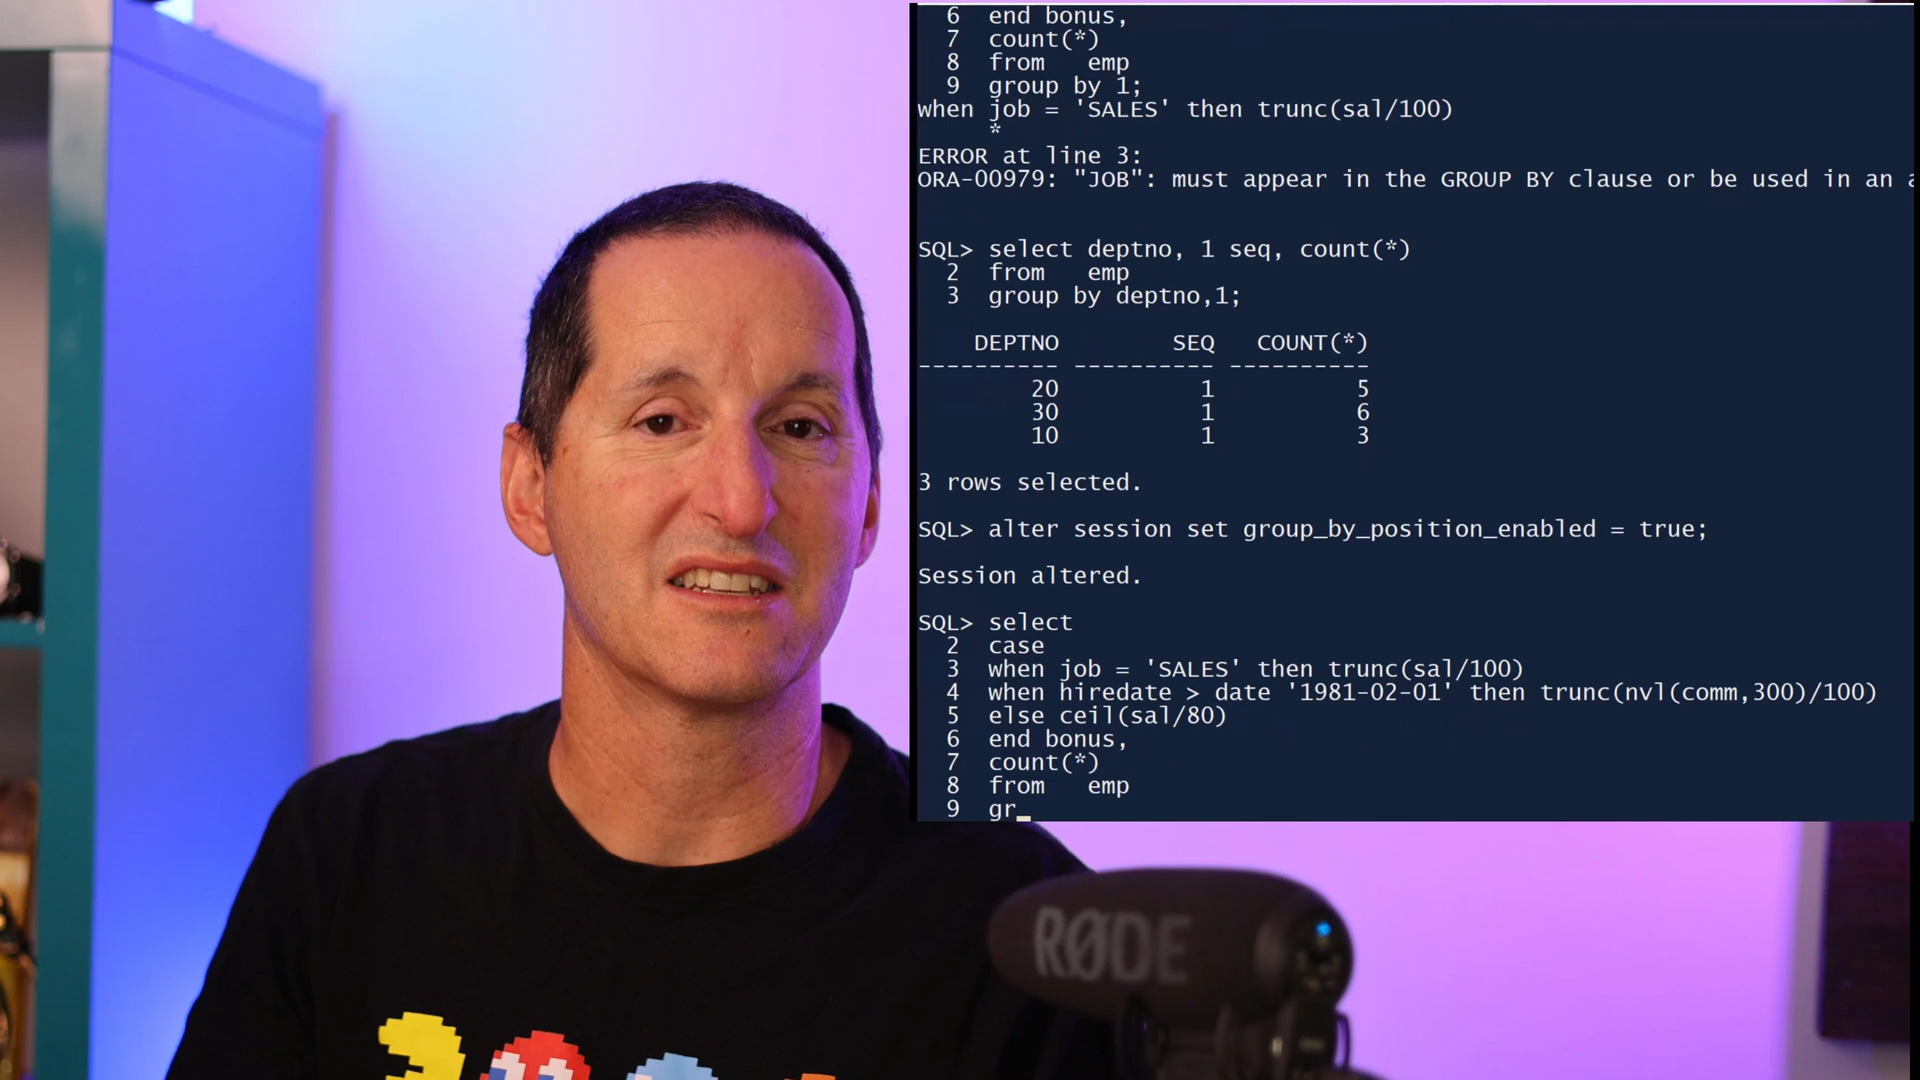 6 end bonus,
7 count(*)
8 from emp
9 group by 1;
when job = 'SALES' then trunc(sal/100)
*
ERROR at line 3:
ORA-00979: "JOB": must appear in the GROUP BY clause or be used in an
SQL> select deptno, 1 seq, count(*)
2 from emp
3 group by deptno,1;
DEPTNO SEQ COUNT(*)
---------- ---------- ----------
20 1 5
30 1 6
10 1 3
3 rows selected.
SQL> alter session set group_by_position_enabled = true;
Session altered.
SQL> select
2 case
3 when job = 'SALES' then trunc(sal/100)
4 when hiredate > date '1981-02-01' then trunc(nvl(comm,300)/100)
5 else ceil(sal/80)
6 end bonus,
7 count(*)
8 from emp
9 gr_
RØDE